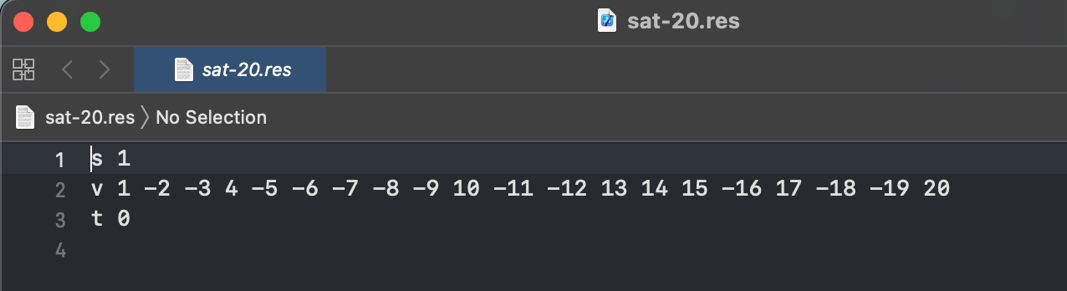 sat-20.res
sat-20.res
sat-20.res 〉 No Selection
1 s 1
2 v 1 -2 -3 4 -5 -6 -7 -8 -9 10 -11 -12 13 14 15 -16 17 -18 -19 20
3 t 0
4